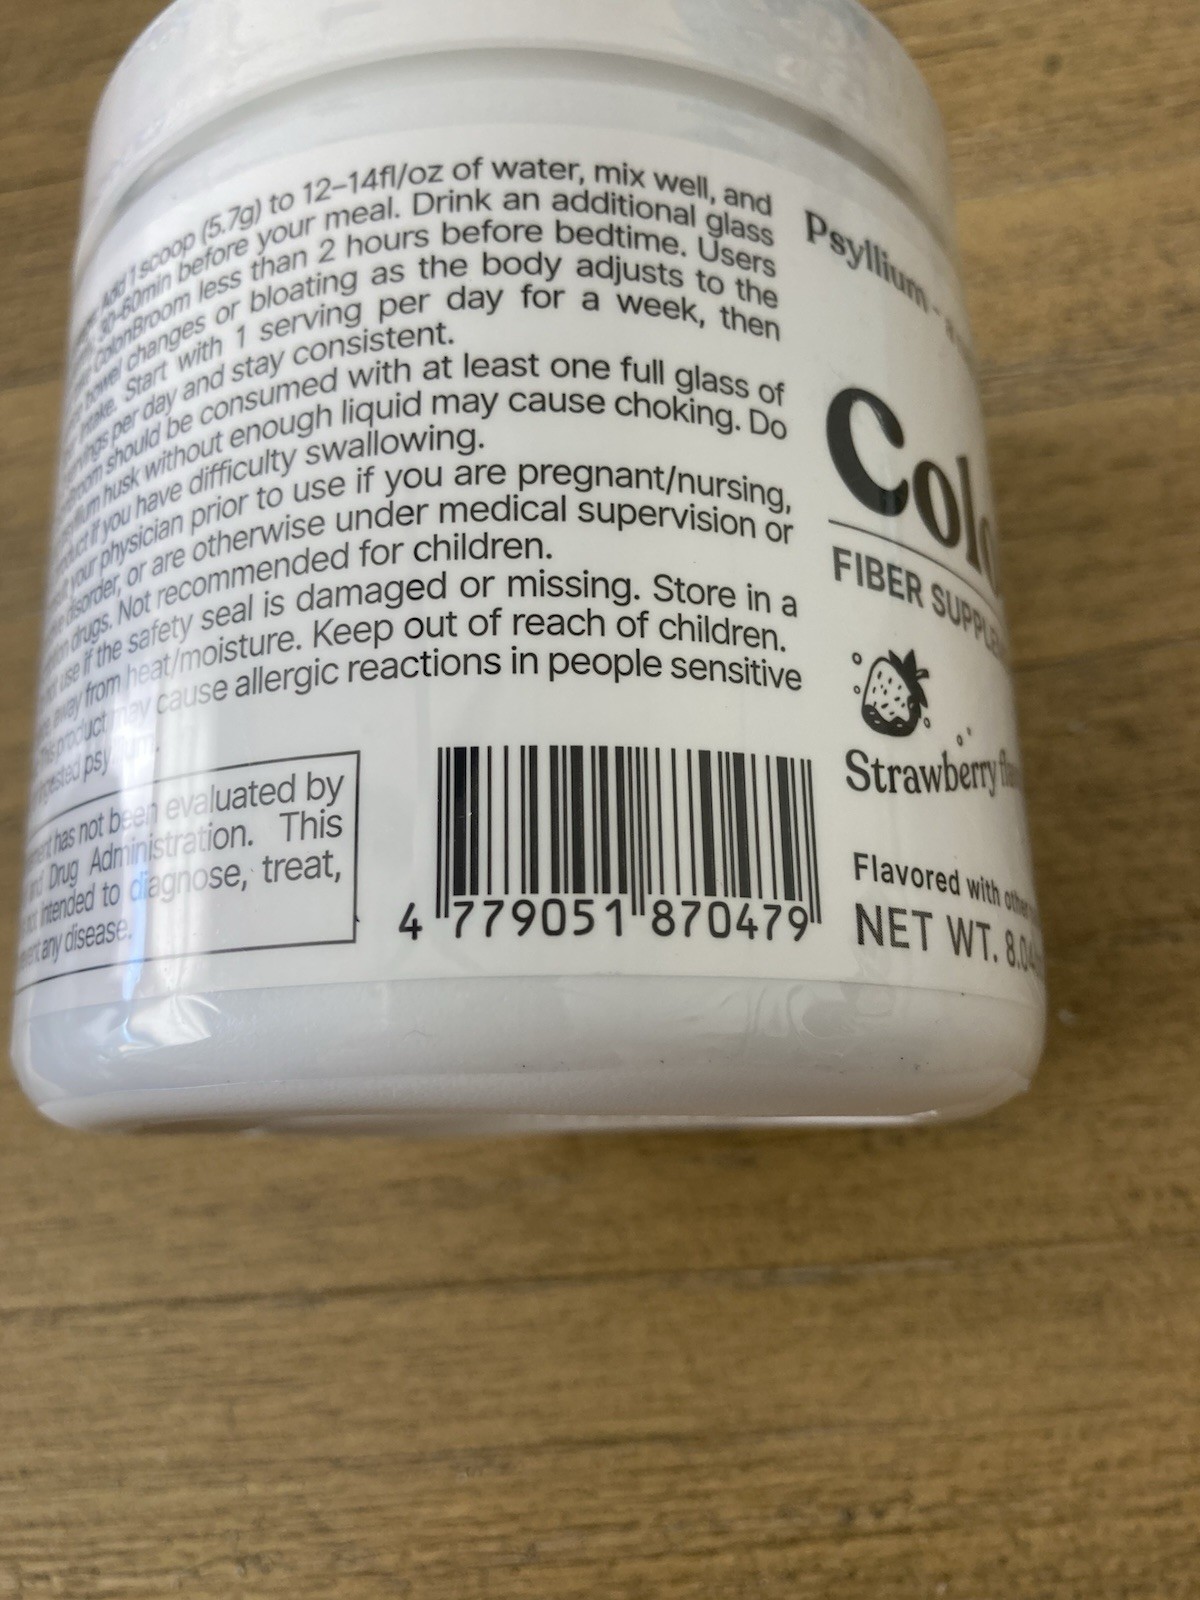 Add 1 scoop (5.7g) to 12–14fl/oz of water, mix well, and
30-60min before your meal. Drink an additional glass
ColonBroom less than 2 hours before bedtime. Users
bowel changes or bloating as the body adjusts to the
intake. Start with 1 serving per day for a week, then
servings per day and stay consistent.
should be consumed with at least one full glass of
husk without enough liquid may cause choking. Do
if you have difficulty swallowing.
your physician prior to use if you are pregnant/nursing,
disorder, or are otherwise under medical supervision or
drugs. Not recommended for children.
use if the safety seal is damaged or missing. Store in a
away from heat/moisture. Keep out of reach of children.
This product may cause allergic reactions in people sensitive
has not been evaluated by
Drug Administration. This
intended to diagnose, treat,
any disease.
4 779051 870479
Psyllium
Colo
FIBER SUPPLE
Strawberry
Flavored with other
NET WT. 8.0